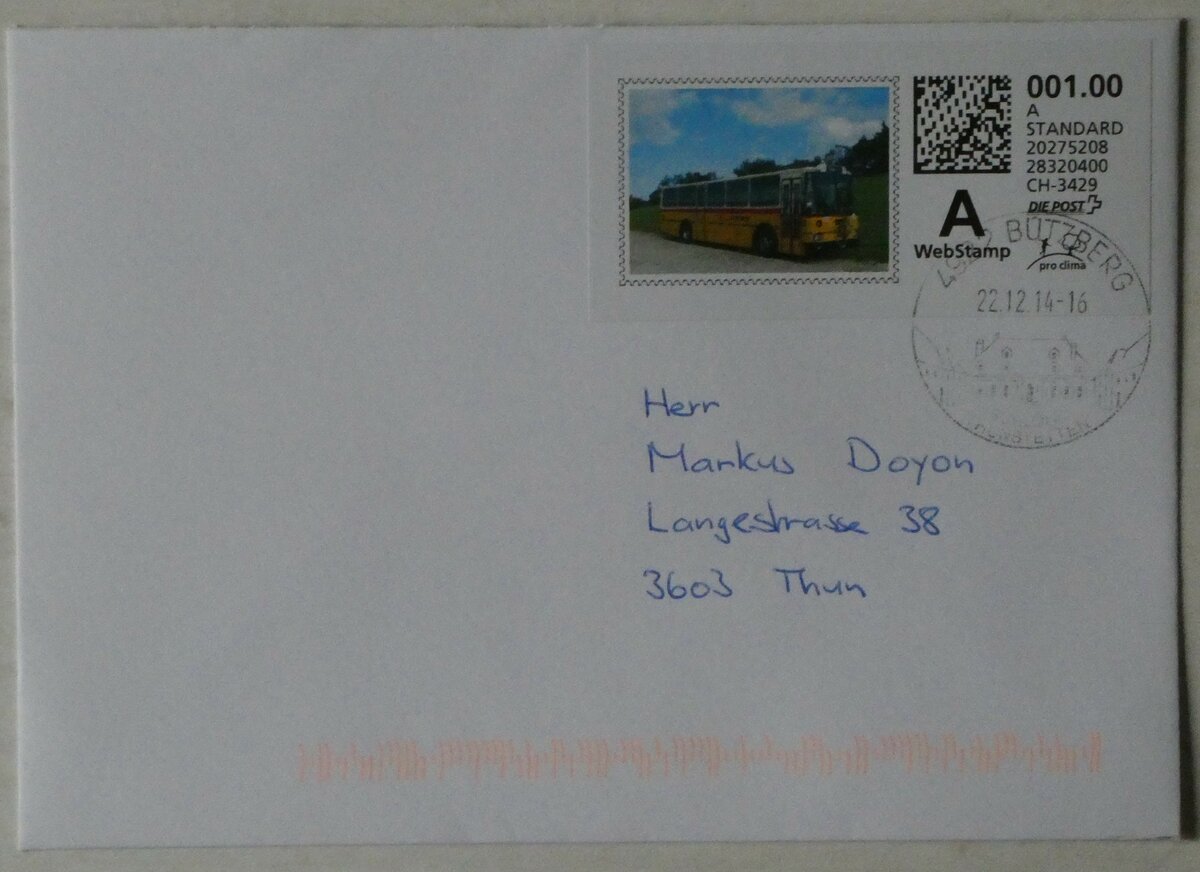 001.00
A
STANDARD
20275208
28320400
CH-3429
DIE POST
A
WebStamp
pro clima
BÜTZBERG
22.12.14-16
Herr
Markus Doyon
Langestrasse 38
3603 Thun